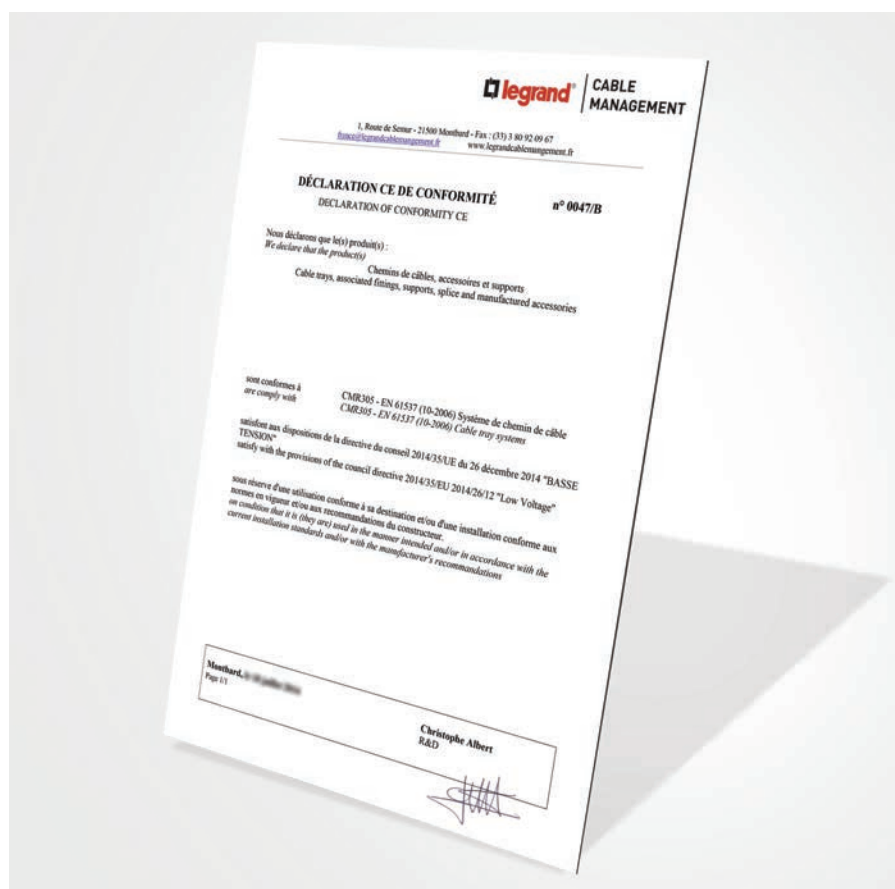 legrand®
CABLE
MANAGEMENT
1, Route de Semur - 21500 Montbard - Fax : (33) 3 80 92 09 67
france@legrandcablemangement.fr www.legrandcablemangement.fr
DÉCLARATION CE DE CONFORMITÉ n° 0047/B
DECLARATION OF CONFORMITY CE
Nous déclarons que le(s) produit(s) :
We declare that the product(s)
Chemins de câbles, accessoires et supports
Cable trays, associated fittings, supports, splice and manufactured accessories
sont conformes à
are comply with
CMR305 - EN 61537 (10-2006) Système de chemin de câble
CMR305 - EN 61537 (10-2006) Cable tray systems
satisfont aux dispositions de la directive du conseil 2014/35/UE du 26 décembre 2014 "BASSE
TENSION"
satisfy with the provisions of the council directive 2014/35/EU 2014/26/12 "Low Voltage"
sous réserve d'une utilisation conforme à sa destination et/ou d'une installation conforme aux
normes en vigueur et/ou aux recommandations du constructeur.
on condition that it is (they are) used in the manner intended and/or in accordance with the
current installation standards and/or with the manufacturer's recommandations
Montbard,
Page 1/1
Christophe Albert
R&D